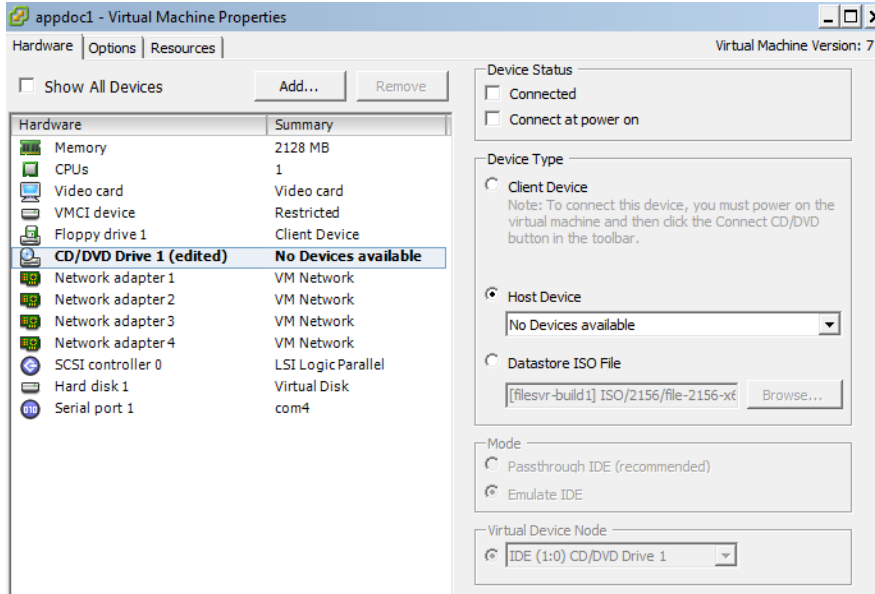 appdoc1 - Virtual Machine Properties
Hardware Options Resources Virtual Machine Version: 7
Show All Devices Add... Remove
Hardware Summary
Memory 2128 MB
CPUs 1
Video card Video card
VMCI device Restricted
Floppy drive 1 Client Device
CD/DVD Drive 1 (edited) No Devices available
Network adapter 1 VM Network
Network adapter 2 VM Network
Network adapter 3 VM Network
Network adapter 4 VM Network
SCSI controller 0 LSI Logic Parallel
Hard disk 1 Virtual Disk
Serial port 1 com4
Device Status
Connected
Connect at power on
Device Type
Client Device
Note: To connect this device, you must power on the
virtual machine and then click the Connect CD/DVD
button in the toolbar.
Host Device
No Devices available
Datastore ISO File
[filesvr-build1] ISO/2156/file-2156-x6 Browse...
Mode
Passthrough IDE (recommended)
Emulate IDE
Virtual Device Node
IDE (1:0) CD/DVD Drive 1